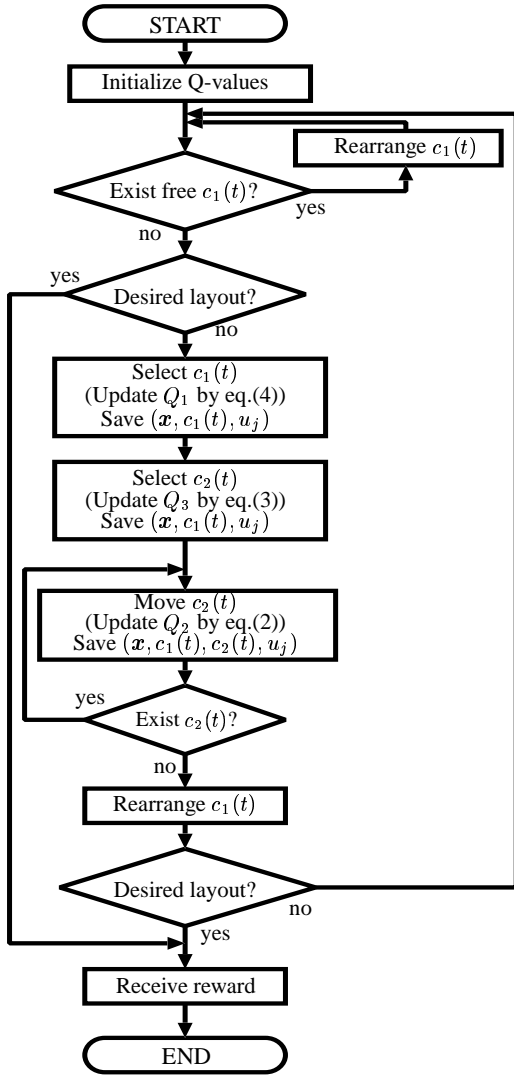 START
Initialize Q-values
Rearrange c₁(t)
Exist free c₁(t)?
yes
no
yes
Desired layout?
no
Select c₁(t)
(Update Q₁ by eq.(4))
Save (x, c₁(t), uⱼ)
Select c₂(t)
(Update Q₃ by eq.(3))
Save (x, c₁(t), uⱼ)
Move c₂(t)
(Update Q₂ by eq.(2))
Save (x, c₁(t), c₂(t), uⱼ)
yes
Exist c₂(t)?
no
Rearrange c₁(t)
Desired layout?
no
yes
Receive reward
END